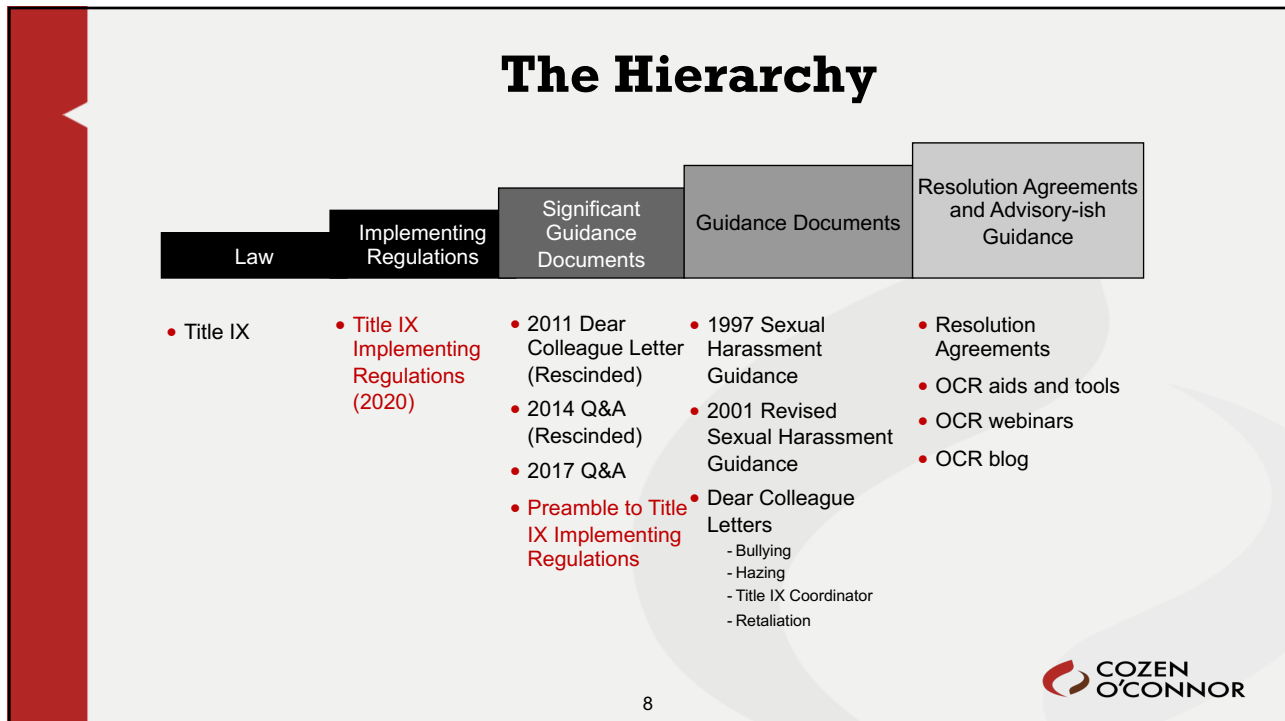 The Hierarchy
Law
Implementing
Regulations
Significant
Guidance
Documents
Guidance Documents
Resolution Agreements
and Advisory-ish
Guidance
• Title IX
• Title IX
Implementing
Regulations
(2020)
• 2011 Dear
Colleague Letter
(Rescinded)
• 2014 Q&A
(Rescinded)
• 2017 Q&A
• Preamble to Title
IX Implementing
Regulations
• 1997 Sexual
Harassment
Guidance
• 2001 Revised
Sexual Harassment
Guidance
• Dear Colleague
Letters
- Bullying
- Hazing
- Title IX Coordinator
- Retaliation
• Resolution
Agreements
• OCR aids and tools
• OCR webinars
• OCR blog
8
COZEN
O'CONNOR